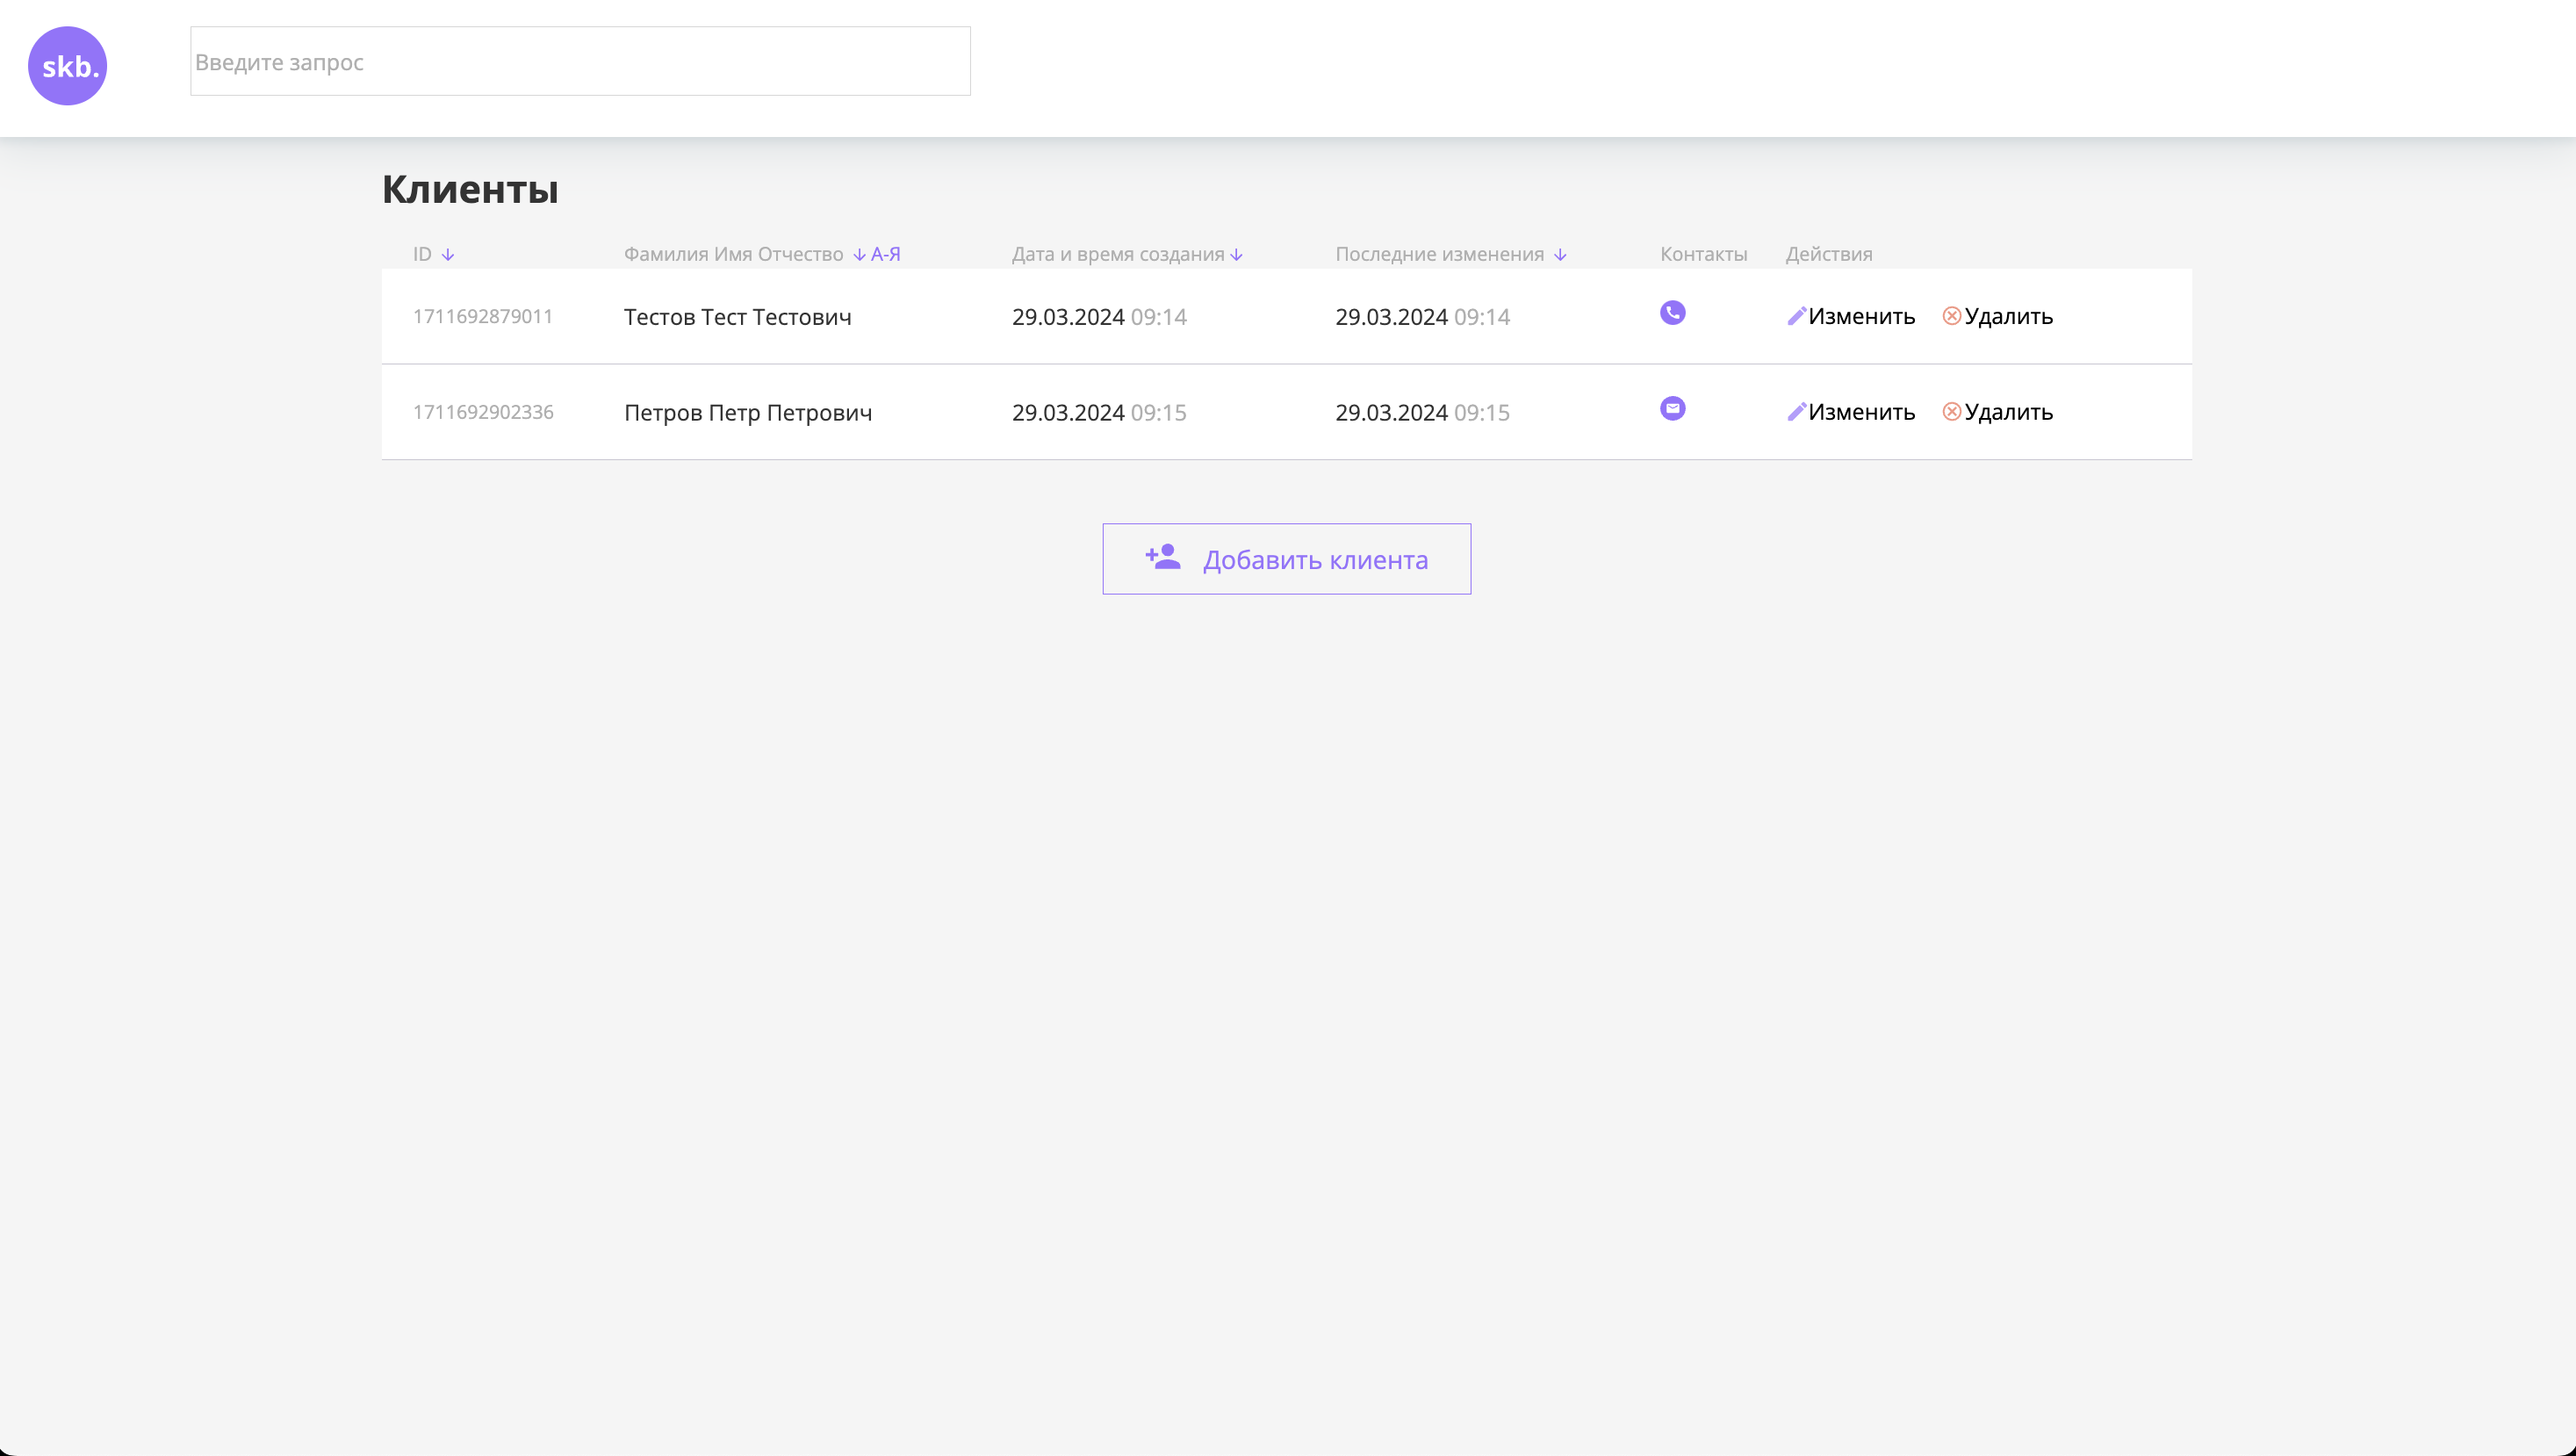 skb.
Введите запрос
Клиенты
ID Фамилия Имя Отчество А-Я Дата и время создания Последние изменения Контакты Действия
1711692879011 Тестов Тест Тестович 29.03.2024 09:14 29.03.2024 09:14 Изменить Удалить
1711692902336 Петров Петр Петрович 29.03.2024 09:15 29.03.2024 09:15 Изменить Удалить
Добавить клиента